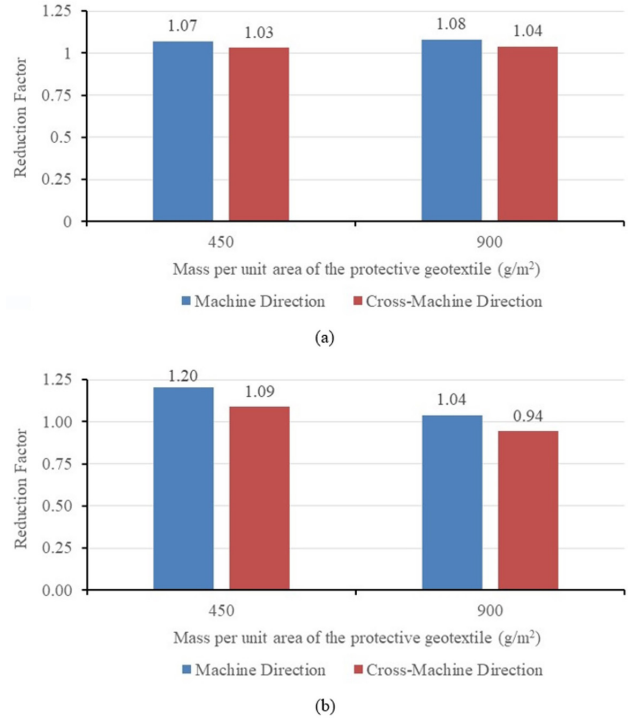 1.25
1
0.75
0.5
0.25
0
Reduction Factor
1.07
1.03
1.08
1.04
450
900
Mass per unit area of the protective geotextile (g/m²)
Machine Direction
Cross-Machine Direction
(a)
1.25
1.00
0.75
0.50
0.25
0.00
Reduction Factor
1.20
1.09
1.04
0.94
450
900
Mass per unit area of the protective geotextile (g/m²)
Machine Direction
Cross-Machine Direction
(b)